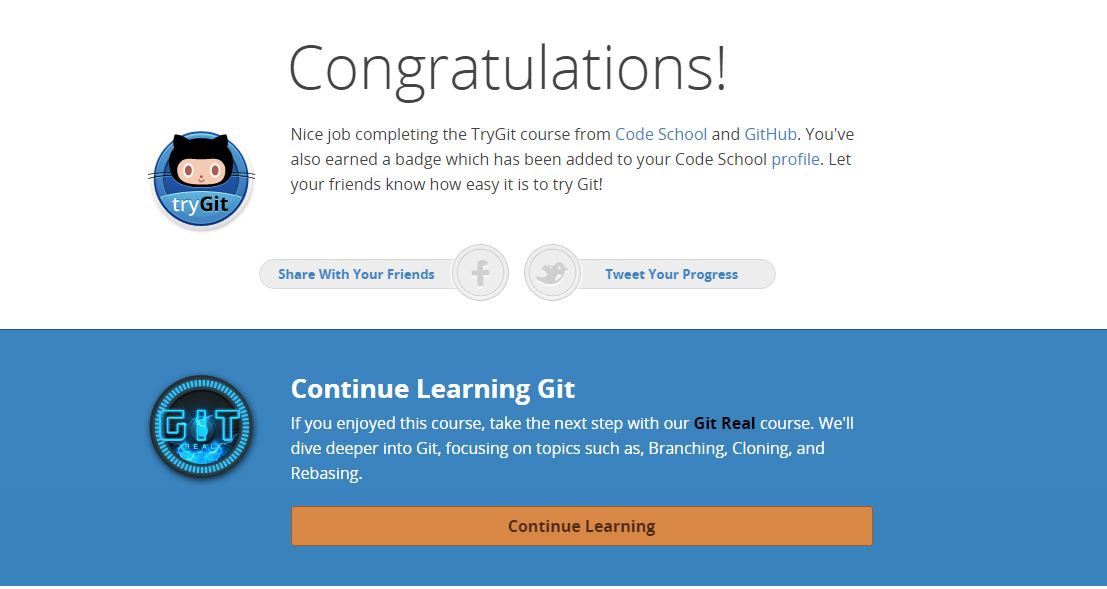 Congratulations!
Nice job completing the TryGit course from Code School and GitHub. You've
also earned a badge which has been added to your Code School profile. Let
your friends know how easy it is to try Git!
tryGit
Share With Your Friends
Tweet Your Progress
Continue Learning Git
If you enjoyed this course, take the next step with our Git Real course. We'll
dive deeper into Git, focusing on topics such as, Branching, Cloning, and
Rebasing.
GIT
REAL
Continue Learning